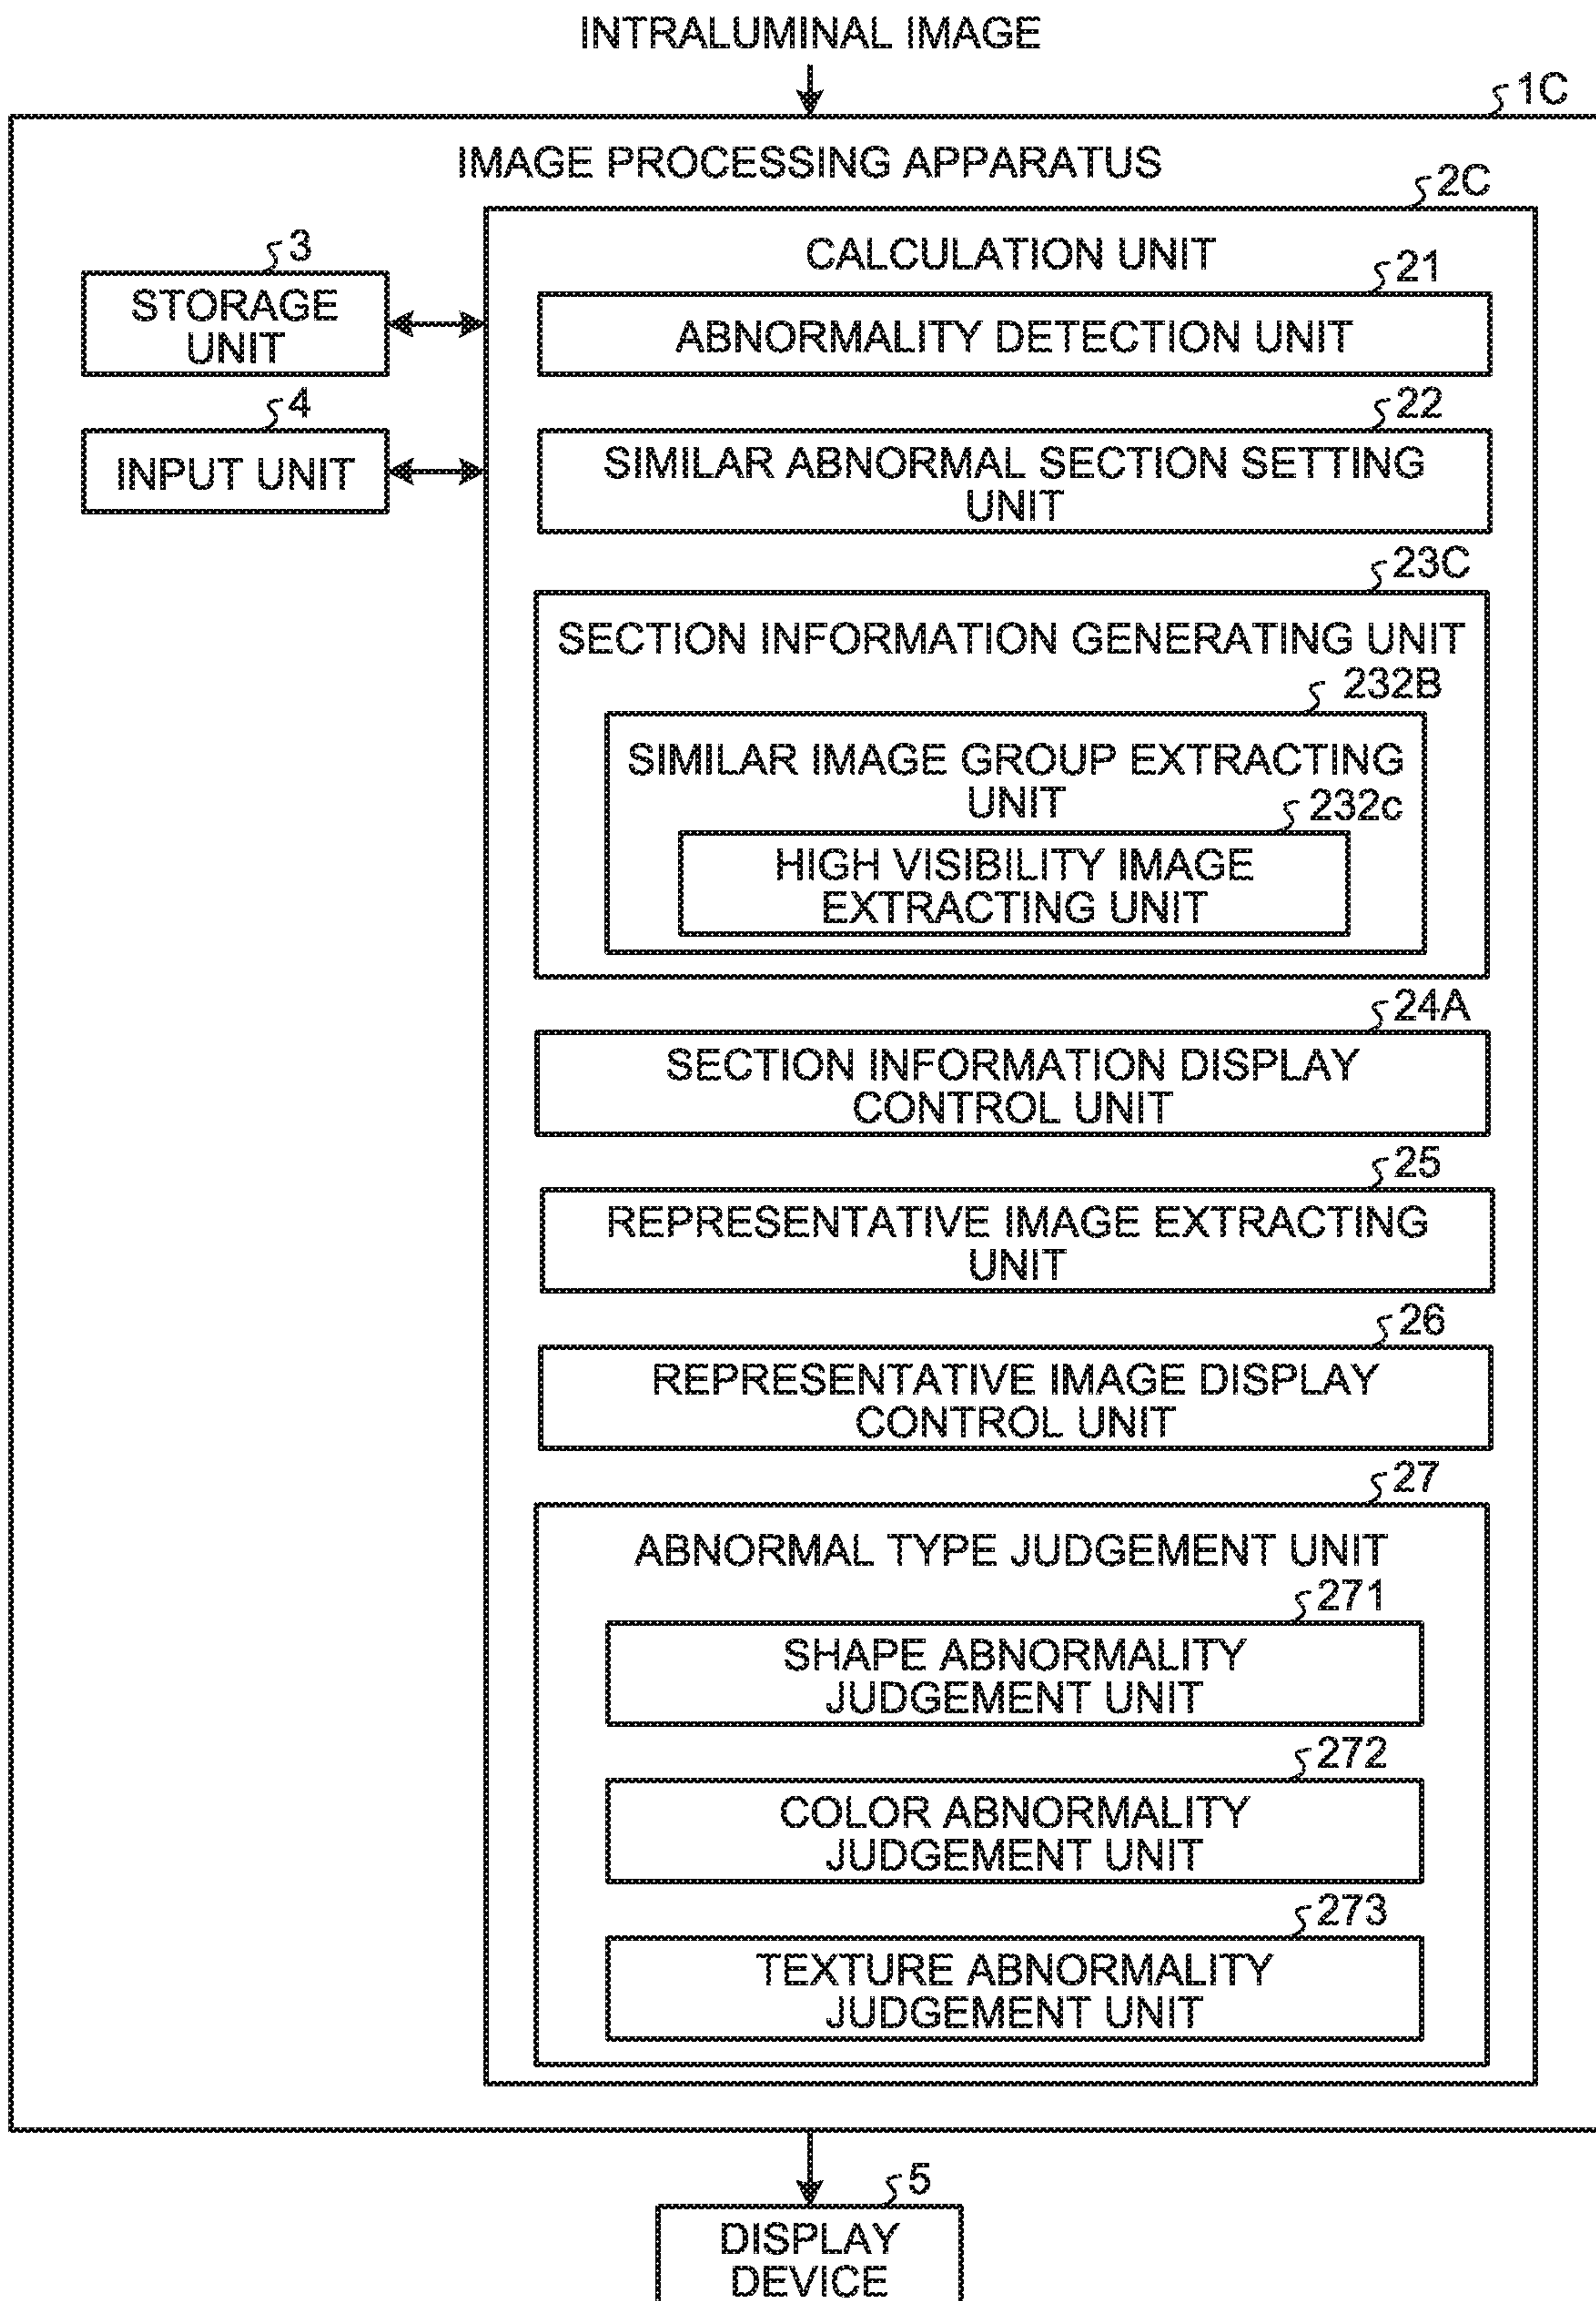 INTRALUMINAL IMAGE
1C
IMAGE PROCESSING APPARATUS
2C
3
STORAGE
UNIT
4
INPUT UNIT
CALCULATION UNIT
21
ABNORMALITY DETECTION UNIT
22
SIMILAR ABNORMAL SECTION SETTING
UNIT
23C
SECTION INFORMATION GENERATING UNIT
232B
SIMILAR IMAGE GROUP EXTRACTING
UNIT
232c
HIGH VISIBILITY IMAGE
EXTRACTING UNIT
24A
SECTION INFORMATION DISPLAY
CONTROL UNIT
25
REPRESENTATIVE IMAGE EXTRACTING
UNIT
26
REPRESENTATIVE IMAGE DISPLAY
CONTROL UNIT
27
ABNORMAL TYPE JUDGEMENT UNIT
271
SHAPE ABNORMALITY
JUDGEMENT UNIT
272
COLOR ABNORMALITY
JUDGEMENT UNIT
273
TEXTURE ABNORMALITY
JUDGEMENT UNIT
5
DISPLAY
DEVICE